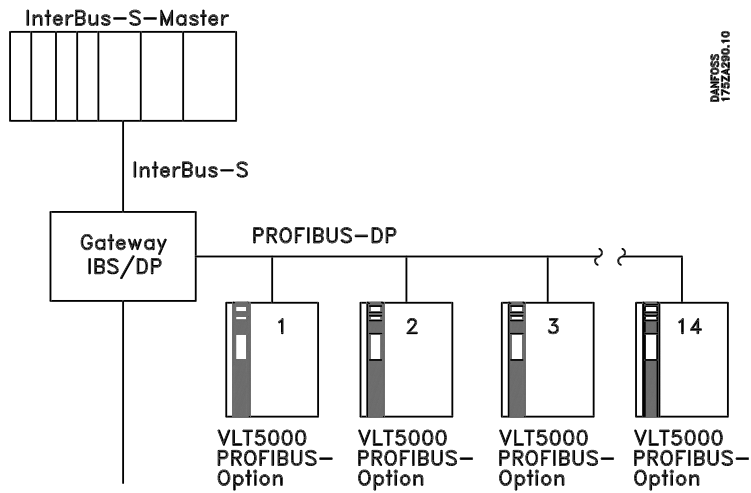 InterBus-S-Master
DANFOSS
175ZA290.10
InterBus-S
Gateway
IBS/DP
PROFIBUS-DP
1
2
3
14
VLT5000
PROFIBUS-
Option
VLT5000
PROFIBUS-
Option
VLT5000
PROFIBUS-
Option
VLT5000
PROFIBUS-
Option